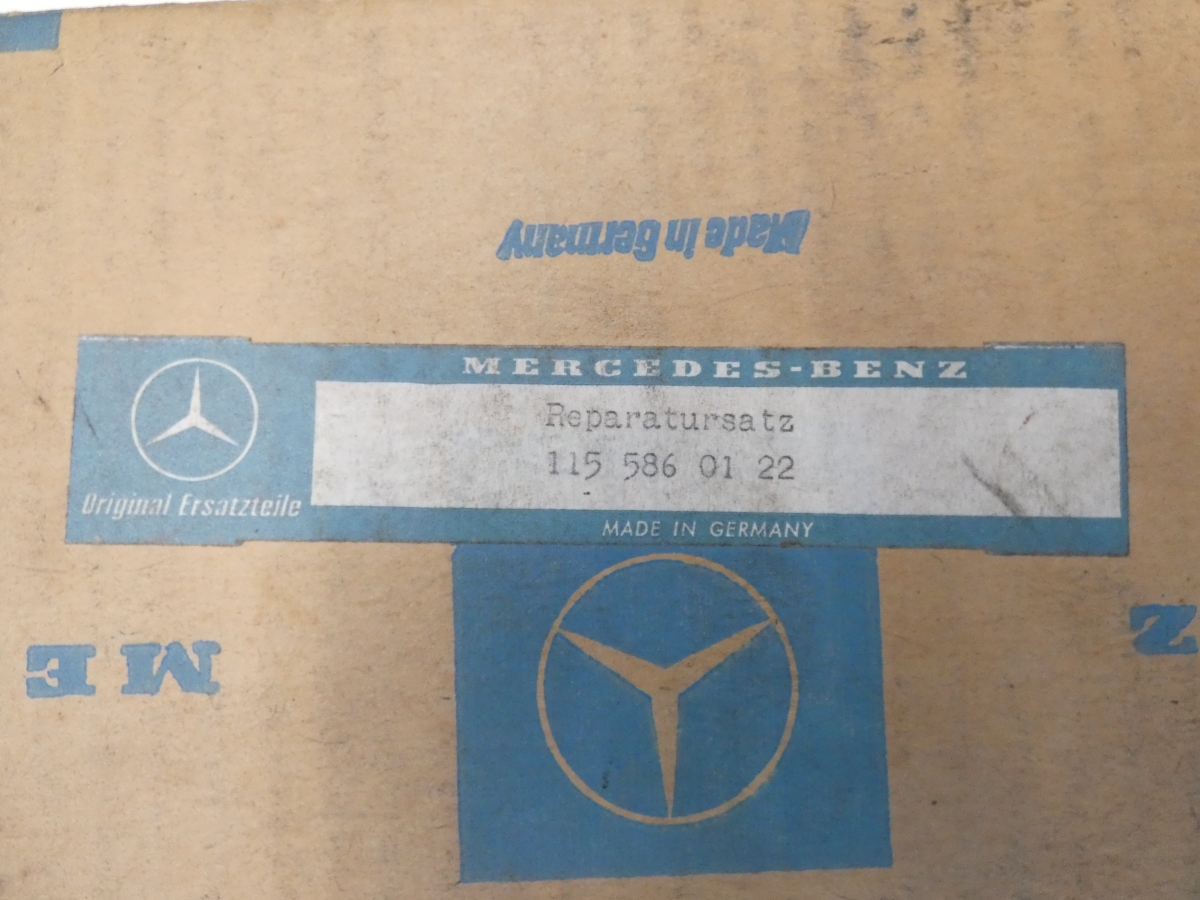 Made in Germany
MERCEDES-BENZ
Reparatursatz
115 586 01 22
Original Ersatzteile
MADE IN GERMANY
Z
ME